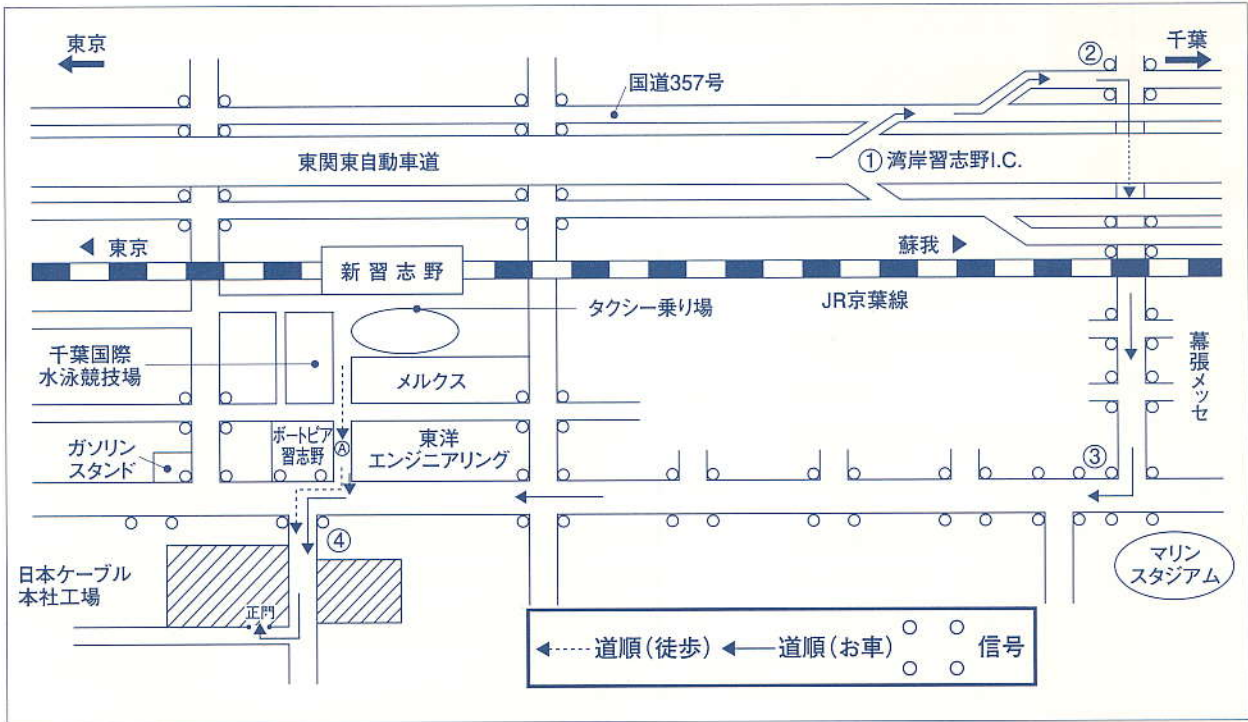 東京
千葉
②
国道357号
東関東自動車道
①湾岸習志野I.C.
東京
新習志野
蘇我
JR京葉線
タクシー乗り場
千葉国際
水泳競技場
メルクス
幕張メッセ
ガソリン
スタンド
ボートピア
習志野
Ⓐ
東洋
エンジニアリング
③
④
日本ケーブル
本社工場
正門
マリン
スタジアム
道順(徒歩)
道順(お車)
信号